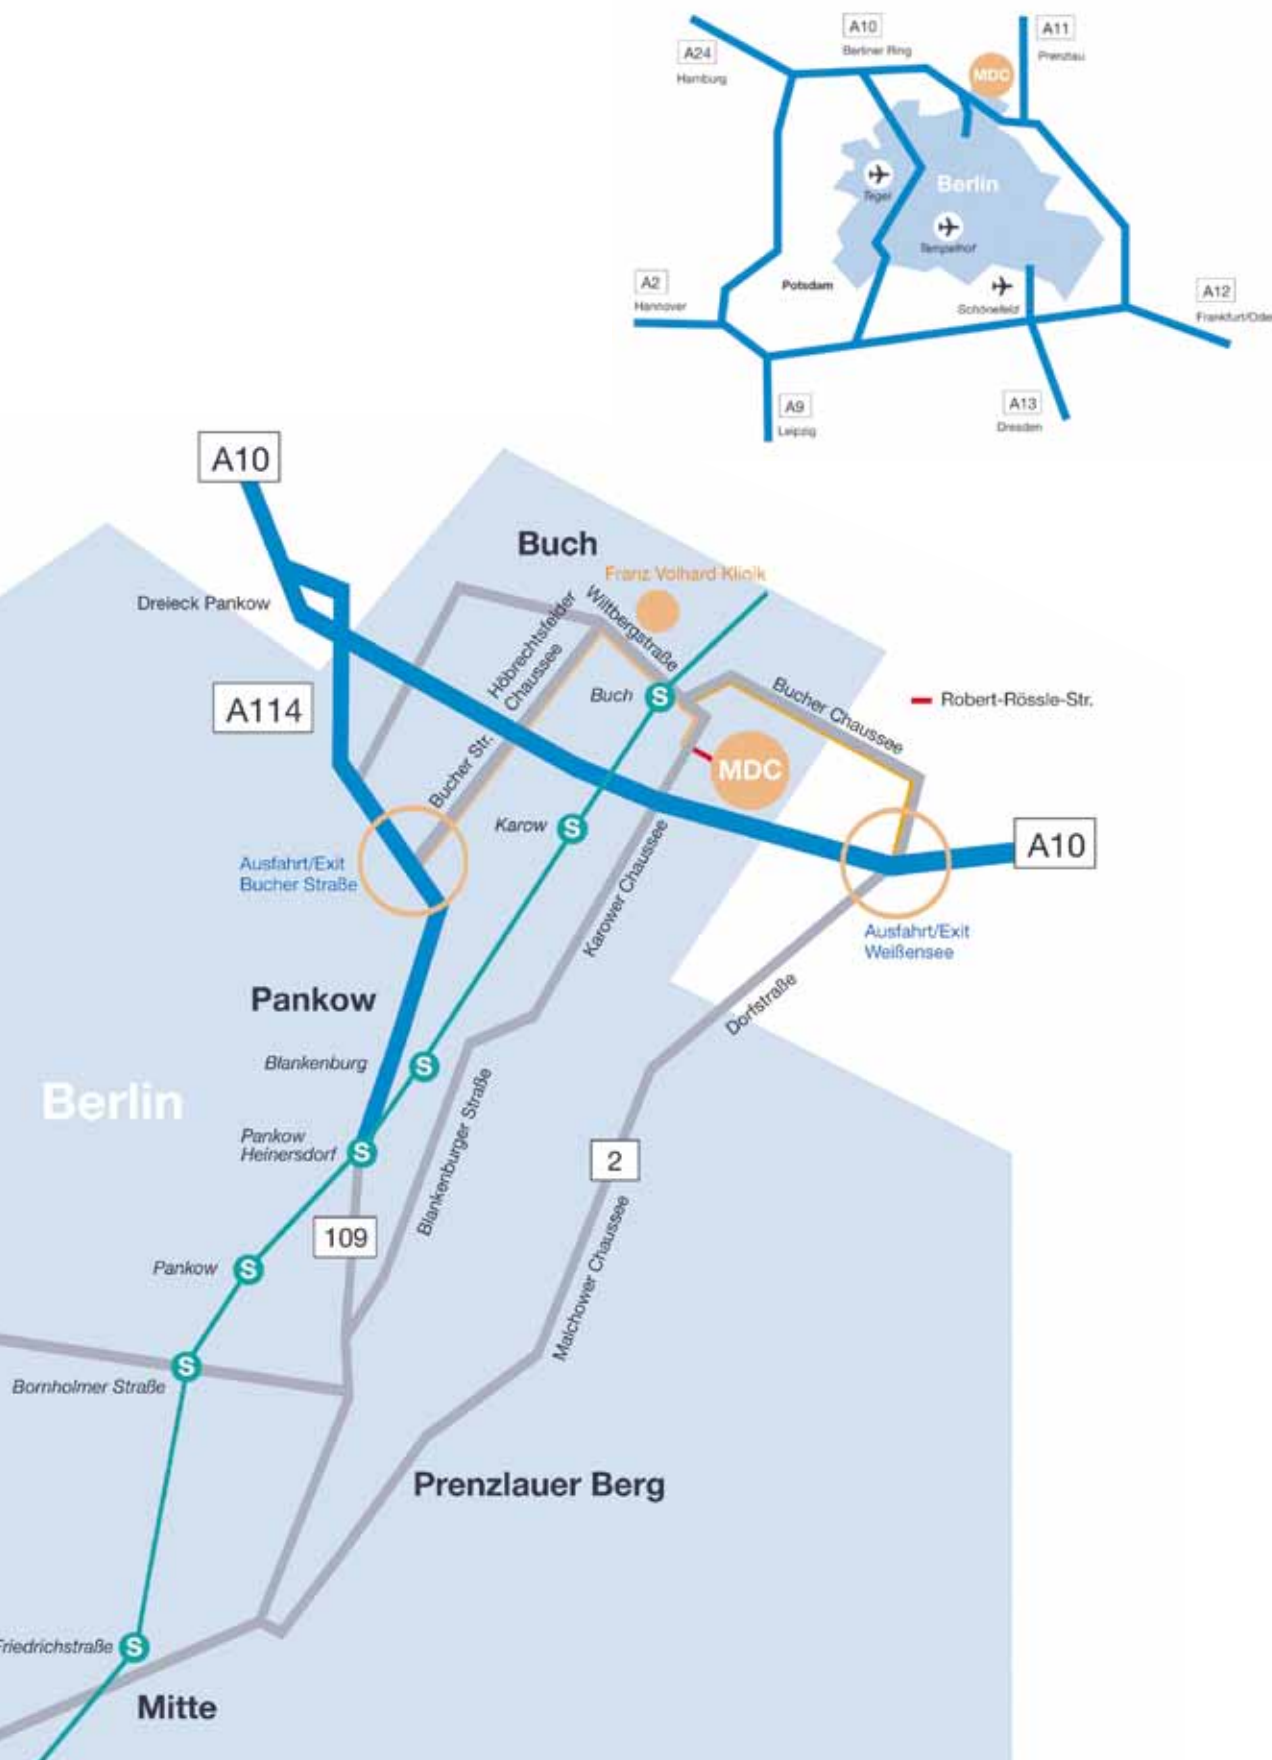 A10
Berliner Ring
A11
Prenzlau
A24
Hamburg
MDC
Tegel
Berlin
Tempelhof
A2
Hannover
Potsdam
Schönefeld
A12
Frankfurt/Oder
A9
Leipzig
A13
Dresden
A10
Buch
Franz Volhard Klinik
Dreieck Pankow
Höbrechtsfelder
Chaussee
Wiltbergstraße
A114
Buch
S
Bucher Chaussee
Robert-Rössle-Str.
Bucher Str.
MDC
Karow
S
A10
Ausfahrt/Exit
Bucher Straße
Karower Chaussee
Ausfahrt/Exit
Weißensee
Pankow
Dorfstraße
Blankenburg
S
Berlin
Pankow
Heinersdorf
S
Blankenburger Straße
2
109
Malchower Chaussee
Pankow
S
S
Bornholmer Straße
Prenzlauer Berg
Friedrichstraße
S
Mitte